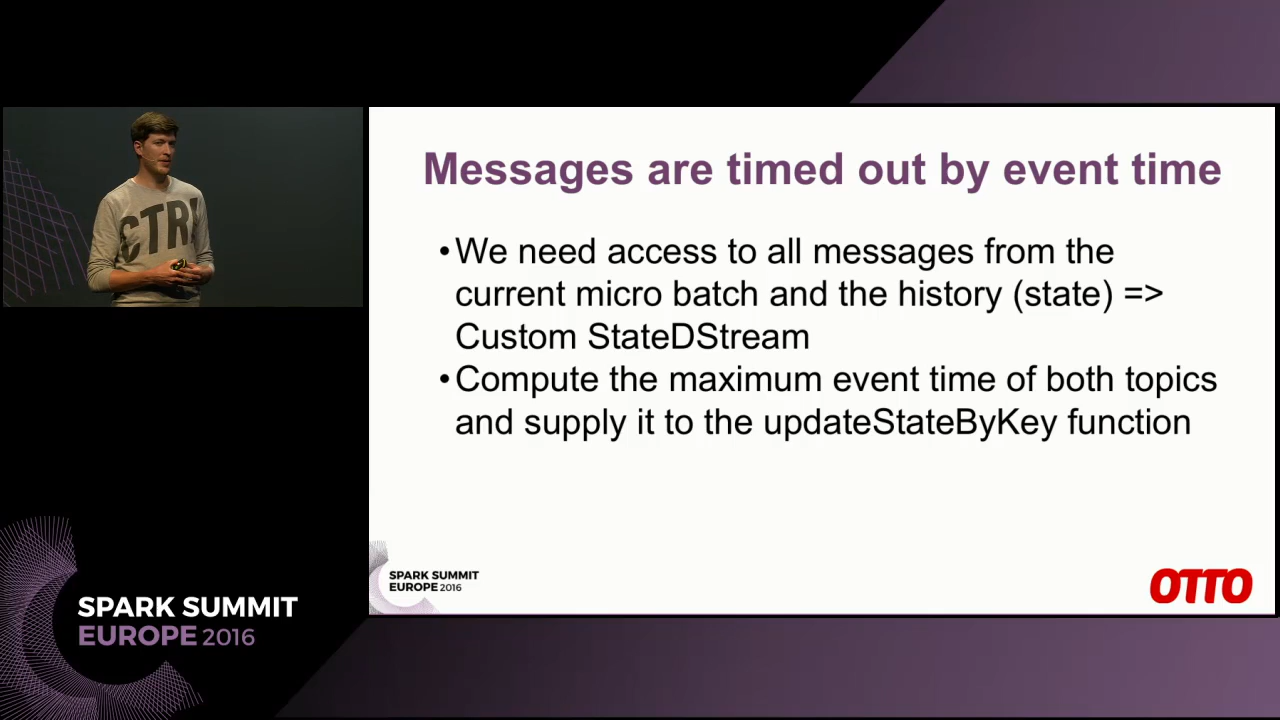 CTRL
Messages are timed out by event time
•We need access to all messages from the
current micro batch and the history (state) =>
Custom StateDStream
•Compute the maximum event time of both topics
and supply it to the updateStateByKey function
SPARK SUMMIT
EUROPE 2016
OTTO
SPARK SUMMIT
EUROPE 2016